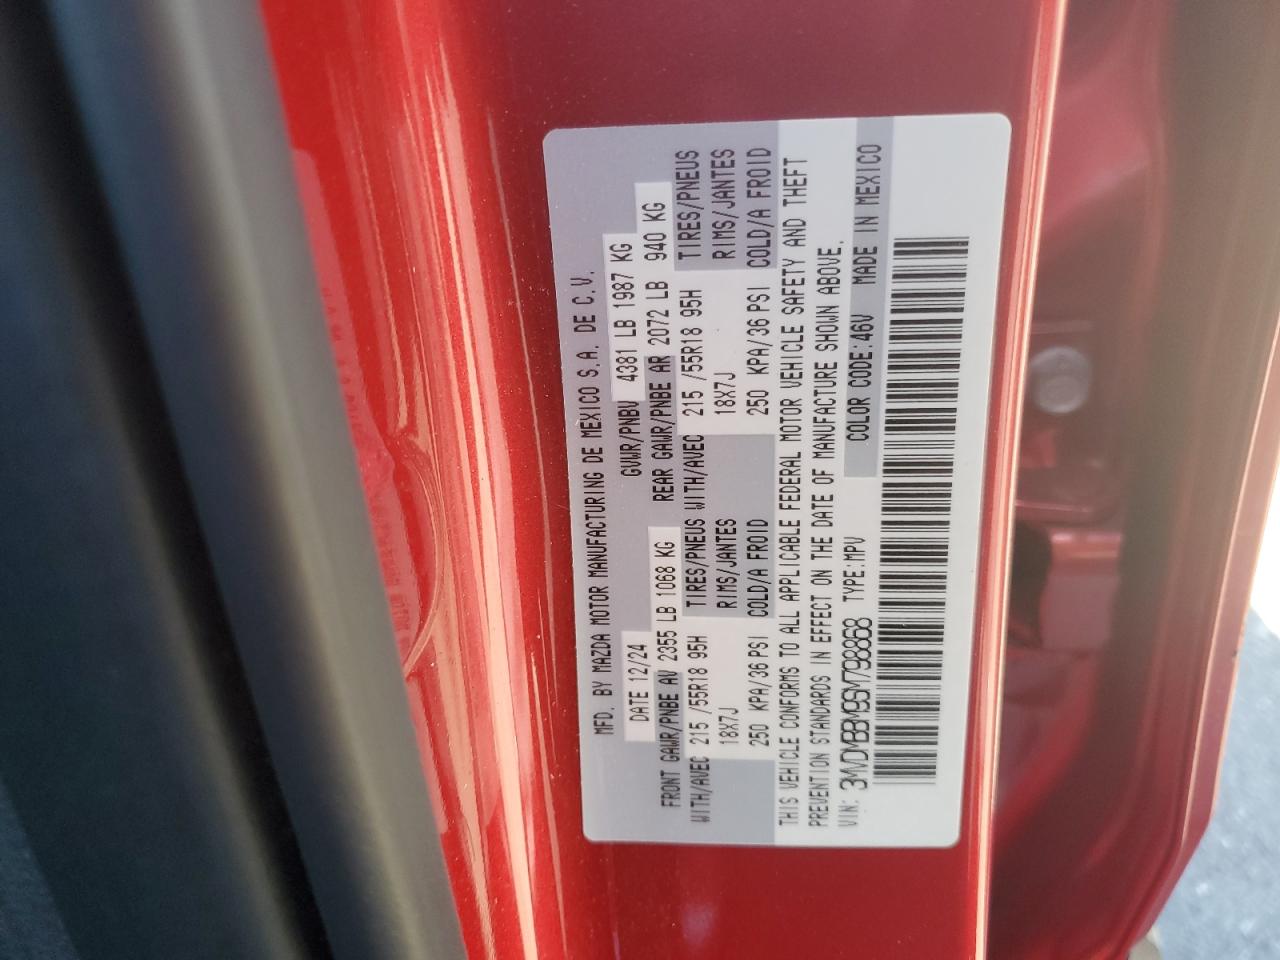 MFD. BY MAZDA MOTOR MANUFACTURING DE MEXICO S.A. DE C.V.
DATE 12/24 GVWR/PNBV 4381 LB 1987 KG
FRONT GAWR/PNBE AV 2355 LB 1068 KG REAR GAWR/PNBE AR 2072 LB 940 KG
WITH/AVEC 215 /55R18 95H TIRES/PNEUS WITH/AVEC 215 /55R18 95H TIRES/PNEUS
18X7J RIMS/JANTES 18X7J RIMS/JANTES
250 KPA/36 PSI COLD/A FROID 250 KPA/36 PSI COLD/A FROID
THIS VEHICLE CONFORMS TO ALL APPLICABLE FEDERAL MOTOR VEHICLE SAFETY AND THEFT
PREVENTION STANDARDS IN EFFECT ON THE DATE OF MANUFACTURE SHOWN ABOVE.
VIN: 3MVDMBBM9SM798868 TYPE:MPV COLOR CODE:46V MADE IN MEXICO